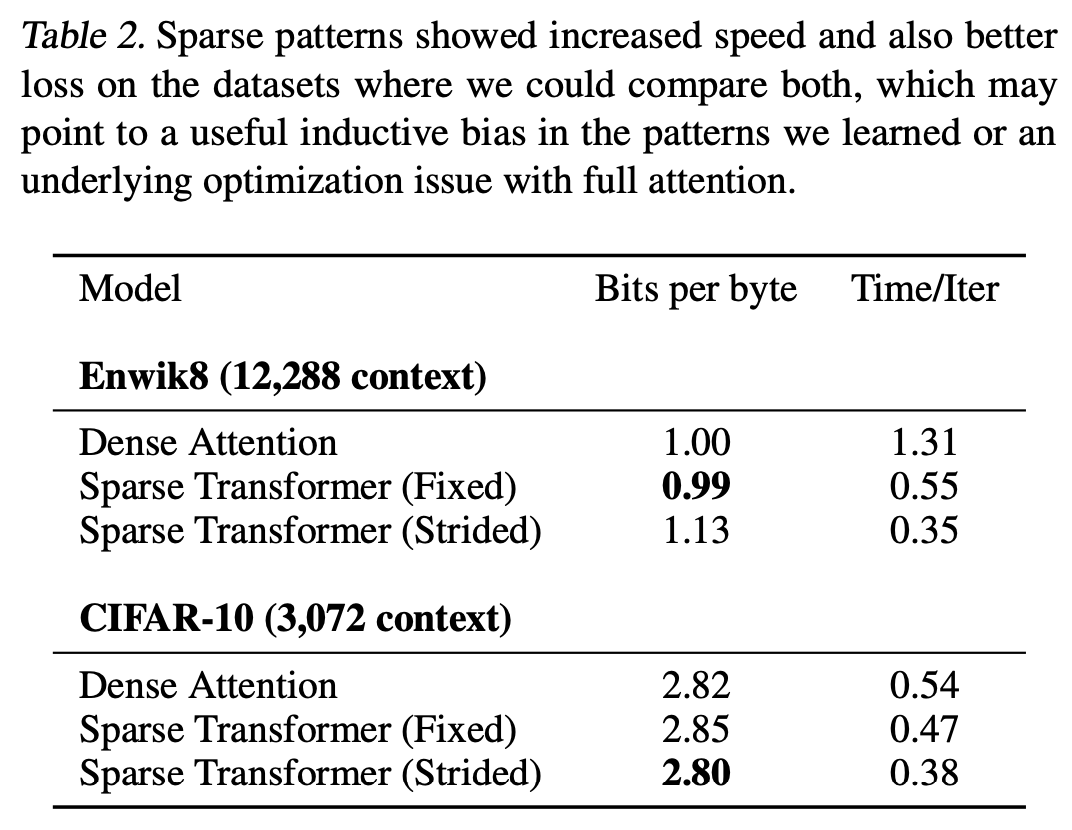 Table 2. Sparse patterns showed increased speed and also better
loss on the datasets where we could compare both, which may
point to a useful inductive bias in the patterns we learned or an
underlying optimization issue with full attention.
Model Bits per byte Time/Iter
Enwik8 (12,288 context)
Dense Attention 1.00 1.31
Sparse Transformer (Fixed) 0.99 0.55
Sparse Transformer (Strided) 1.13 0.35
CIFAR-10 (3,072 context)
Dense Attention 2.82 0.54
Sparse Transformer (Fixed) 2.85 0.47
Sparse Transformer (Strided) 2.80 0.38